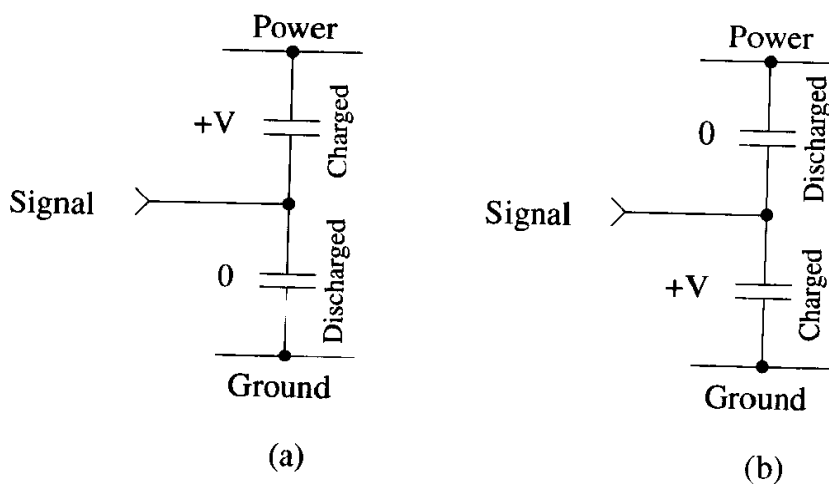 Power
+V
Charged
Signal
0
Discharged
Ground
(a)
Power
0
Discharged
Signal
+V
Charged
Ground
(b)